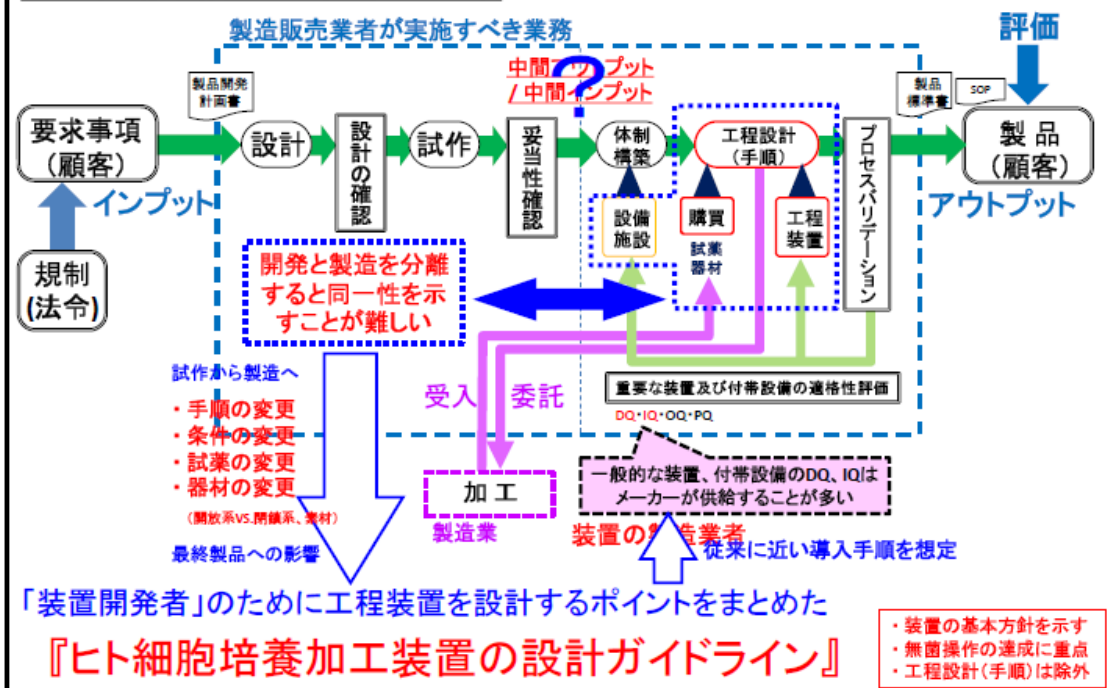 製造販売業者が実施すべき業務
評価
中間アウトプット
/ 中間インプット
?
製品開発
計画書
製品
標準書
SOP
要求事項
(顧客)
設計
設計の確認
試作
妥当性確認
体制
構築
工程設計
(手順)
プロセスバリデーション
製 品
(顧客)
インプット
アウトプット
設備
施設
購買
試薬
器材
工程
装置
規制
(法令)
開発と製造を分離
すると同一性を示
すことが難しい
試作から製造へ
・手順の変更
・条件の変更
・試薬の変更
・器材の変更
(開放系VS.閉鎖系、素材)
最終製品への影響
受入
委託
重要な装置及び付帯設備の適格性評価
DQ・IQ・OQ・PQ
加 工
製造業
一般的な装置、付帯設備のDQ、IQは
メーカーが供給することが多い
装置の製造業者
従来に近い導入手順を想定
「装置開発者」のために工程装置を設計するポイントをまとめた
『ヒト細胞培養加工装置の設計ガイドライン』
・装置の基本方針を示す
・無菌操作の達成に重点
・工程設計(手順)は除外